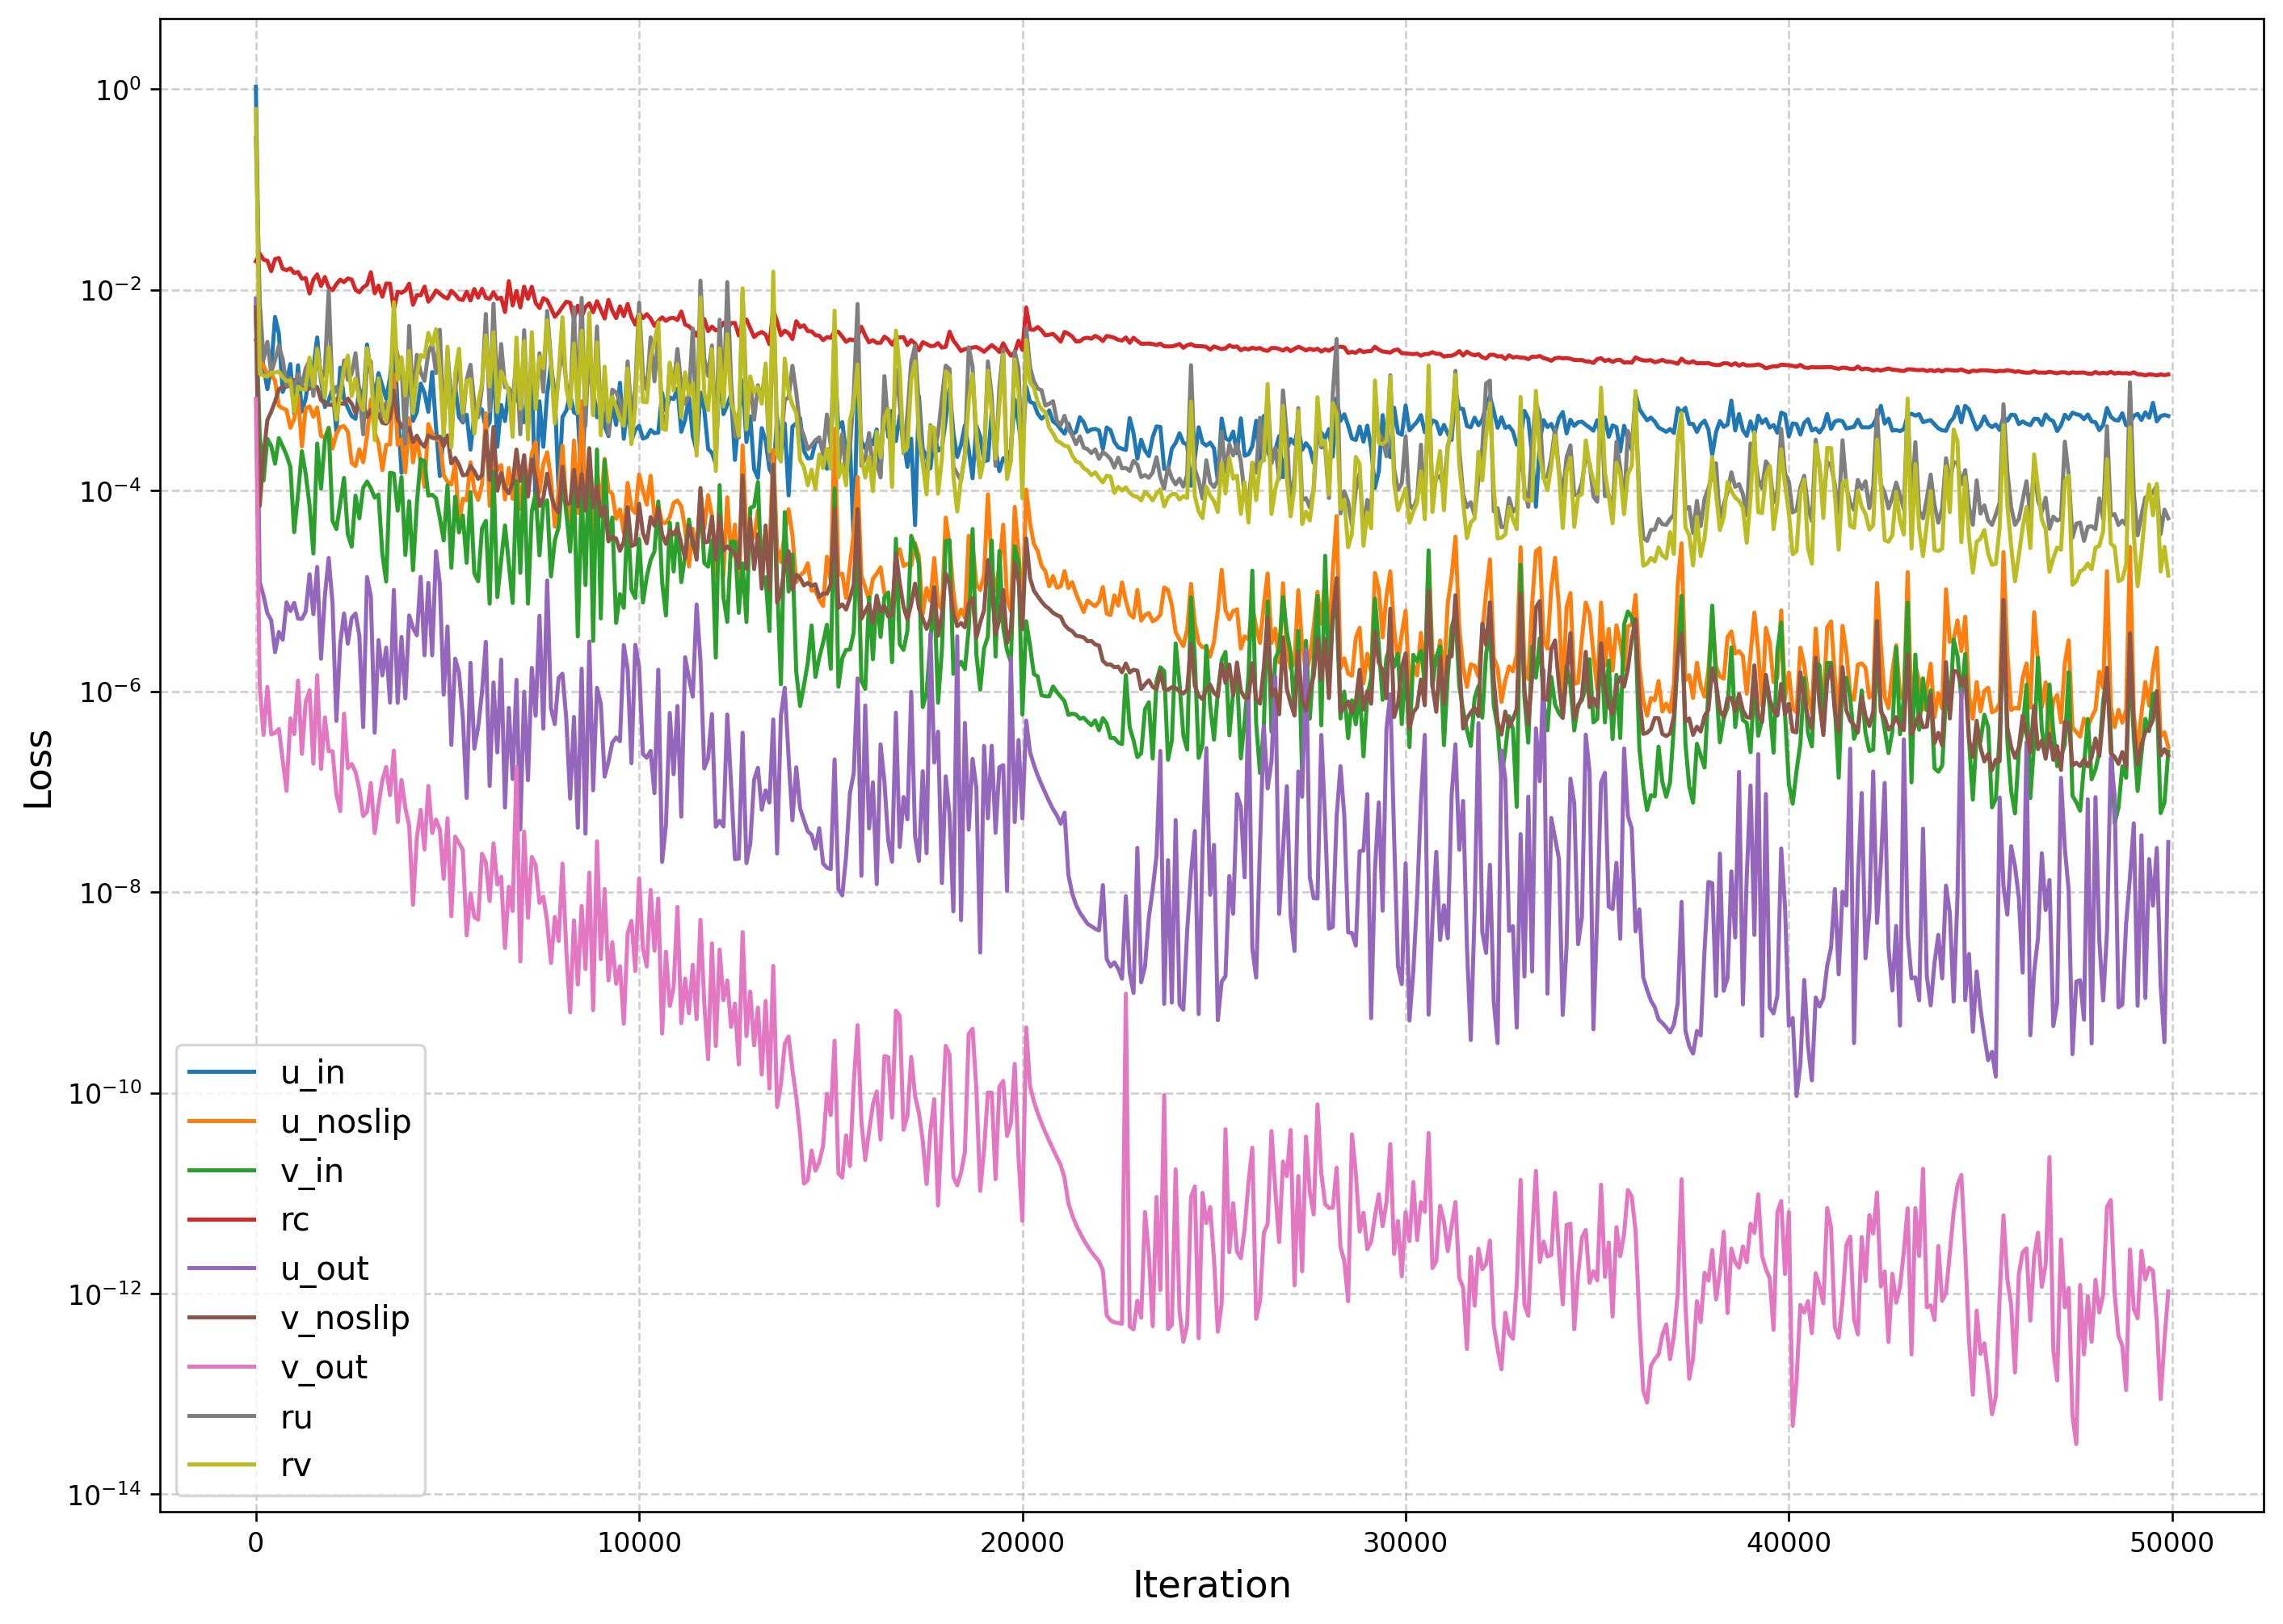 10⁰
10⁻²
10⁻⁴
10⁻⁶
10⁻⁸
10⁻¹⁰
10⁻¹²
10⁻¹⁴
Loss
u_in
u_noslip
v_in
rc
u_out
v_noslip
v_out
ru
rv
0 10000 20000 30000 40000 50000
Iteration